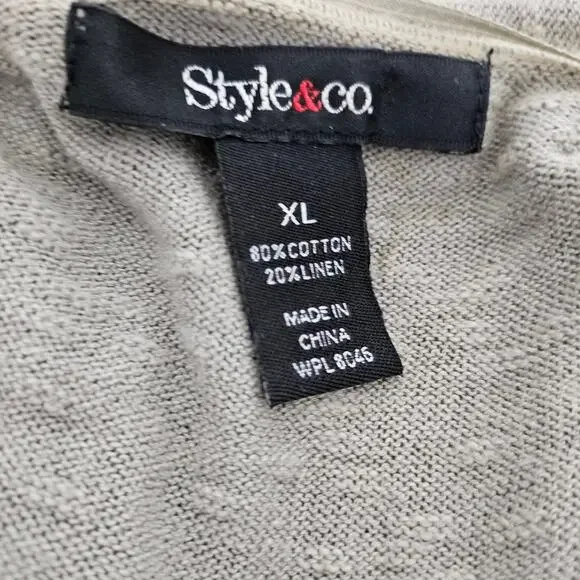 Style&co.
XL
80%COTTON
20%LINEN
MADE IN
CHINA
WPL 8046